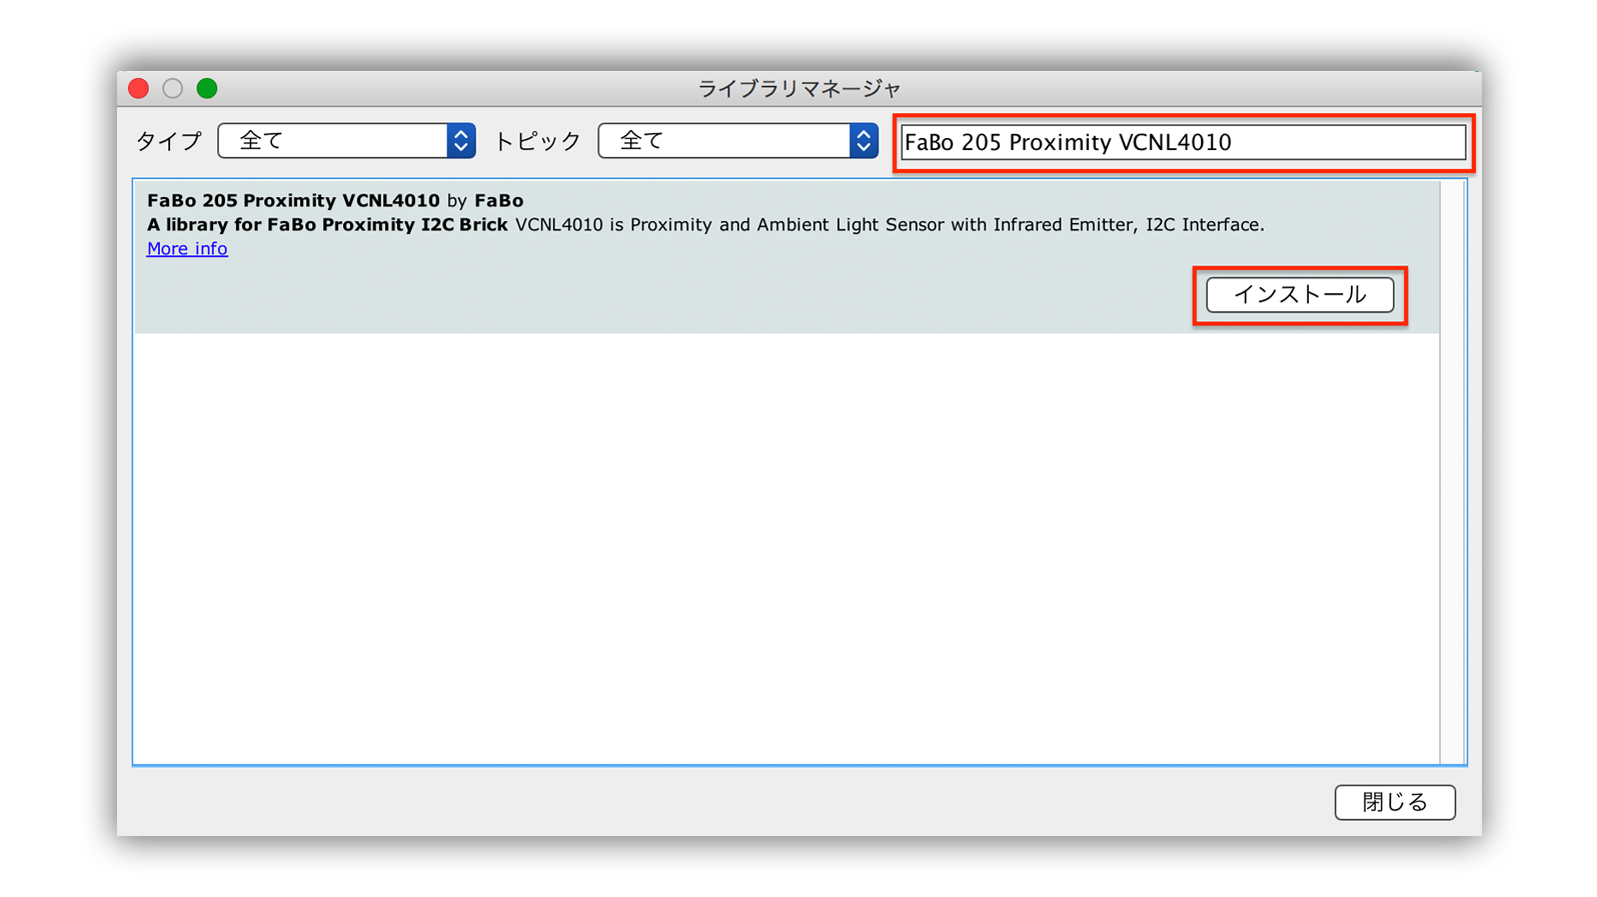 ライブラリマネージャ
タイプ 全て トピック 全て FaBo 205 Proximity VCNL4010
FaBo 205 Proximity VCNL4010 by FaBo
A library for FaBo Proximity I2C Brick VCNL4010 is Proximity and Ambient Light Sensor with Infrared Emitter, I2C Interface.
More info
インストール
閉じる